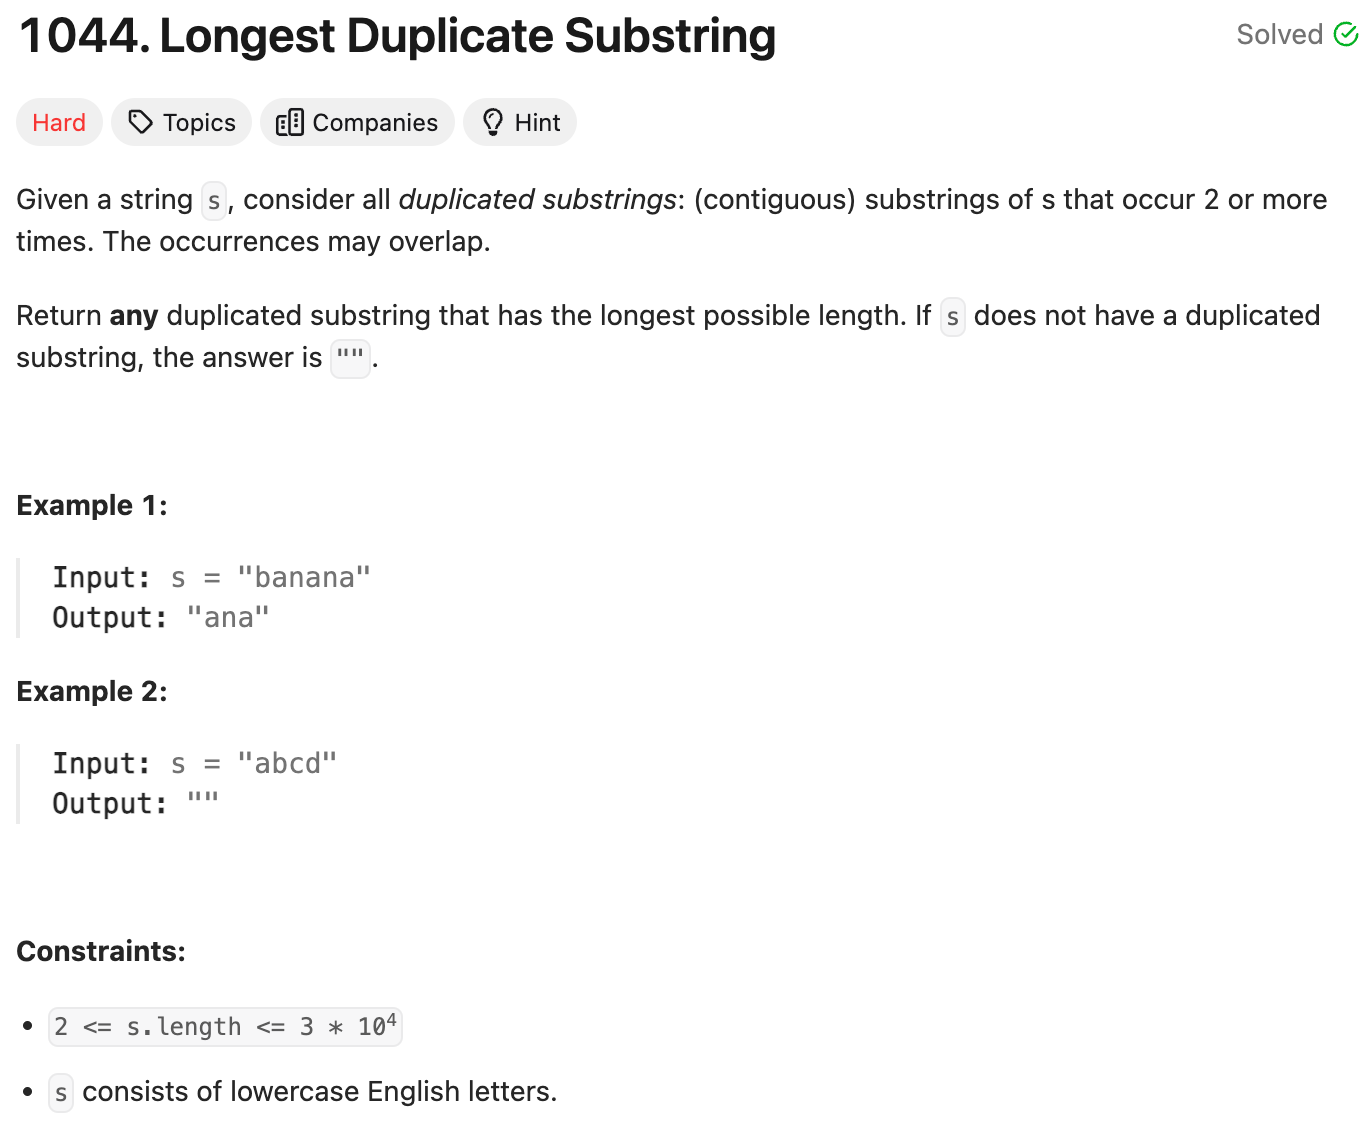 1044. Longest Duplicate Substring
Solved
Hard Topics Companies Hint
Given a string s, consider all duplicated substrings: (contiguous) substrings of s that occur 2 or more
times. The occurrences may overlap.
Return any duplicated substring that has the longest possible length. If s does not have a duplicated
substring, the answer is "".
Example 1:
Input: s = "banana"
Output: "ana"
Example 2:
Input: s = "abcd"
Output: ""
Constraints:
• 2 <= s.length <= 3 * 10⁴
• s consists of lowercase English letters.